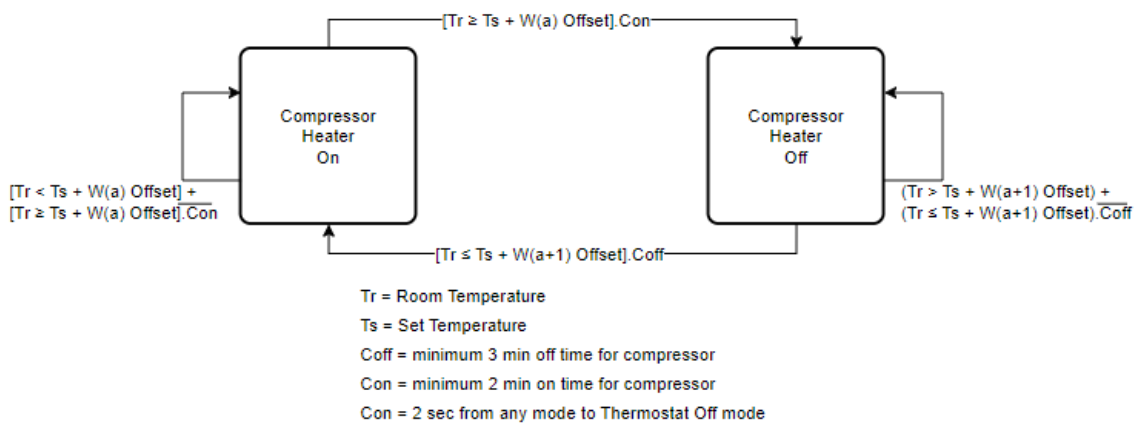 [Tr ≥ Ts + W(a) Offset].Con
Compressor
Heater
On
Compressor
Heater
Off
[Tr < Ts + W(a) Offset] +
[Tr ≥ Ts + W(a) Offset].C̅o̅n̅
(Tr > Ts + W(a+1) Offset) +
(Tr ≤ Ts + W(a+1) Offset).C̅o̅f̅f̅
[Tr ≤ Ts + W(a+1) Offset].Coff
Tr = Room Temperature
Ts = Set Temperature
Coff = minimum 3 min off time for compressor
Con = minimum 2 min on time for compressor
Con = 2 sec from any mode to Thermostat Off mode